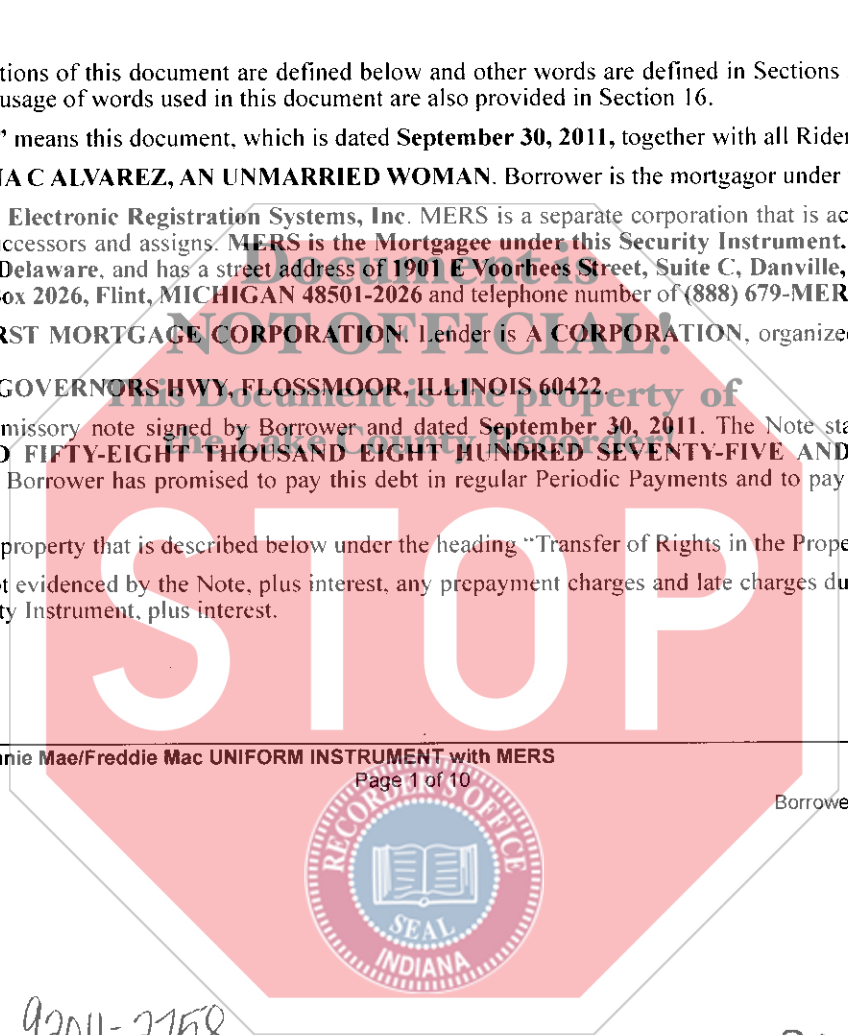 tions of this document are defined below and other words are defined in Sections
usage of words used in this document are also provided in Section 16.
" means this document, which is dated September 30, 2011, together with all Rider
NA C ALVAREZ, AN UNMARRIED WOMAN. Borrower is the mortgagor under
Electronic Registration Systems, Inc. MERS is a separate corporation that is ac
ccessors and assigns. MERS is the Mortgagee under this Security Instrument.
Document is
Delaware, and has a street address of 1901 E Voorhees Street, Suite C, Danville,
ox 2026, Flint, MICHIGAN 48501-2026 and telephone number of (888) 679-MER
NOT OFFICIAL!
RST MORTGAGE CORPORATION. Lender is A CORPORATION, organized
GOVERNORS HWY, FLOSSMOOR, ILLINOIS 60422.
This Document is the property of
missory note signed by Borrower and dated September 30, 2011. The Note sta
the Lake County Recorder!
D FIFTY-EIGHT THOUSAND EIGHT HUNDRED SEVENTY-FIVE AND
Borrower has promised to pay this debt in regular Periodic Payments and to pay
STOP
property that is described below under the heading "Transfer of Rights in the Prope
t evidenced by the Note, plus interest, any prepayment charges and late charges du
ty Instrument, plus interest.
nnie Mae/Freddie Mac UNIFORM INSTRUMENT with MERS
Page 1 of 10
Borrowe
RECORDER'S OFFICE
SEAL
INDIANA
92011-2758